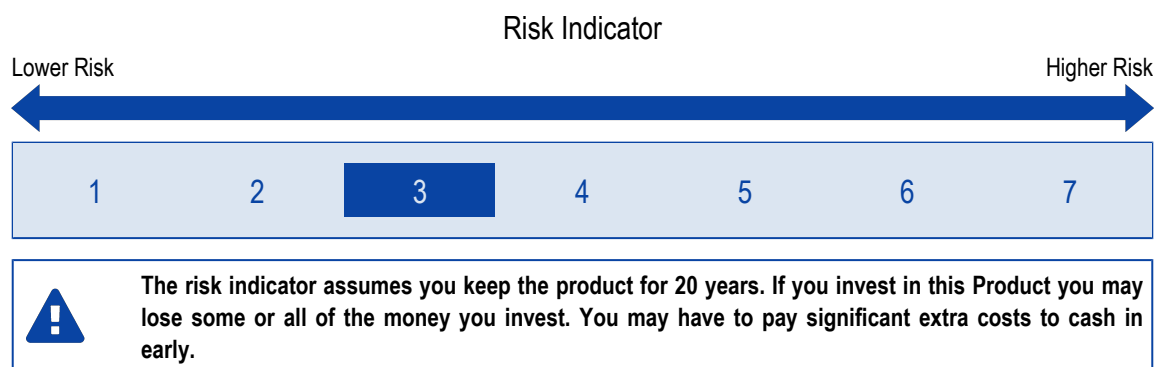 Risk Indicator
Lower Risk Higher Risk
1 2 3 4 5 6 7
The risk indicator assumes you keep the product for 20 years. If you invest in this Product you may
lose some or all of the money you invest. You may have to pay significant extra costs to cash in
early.